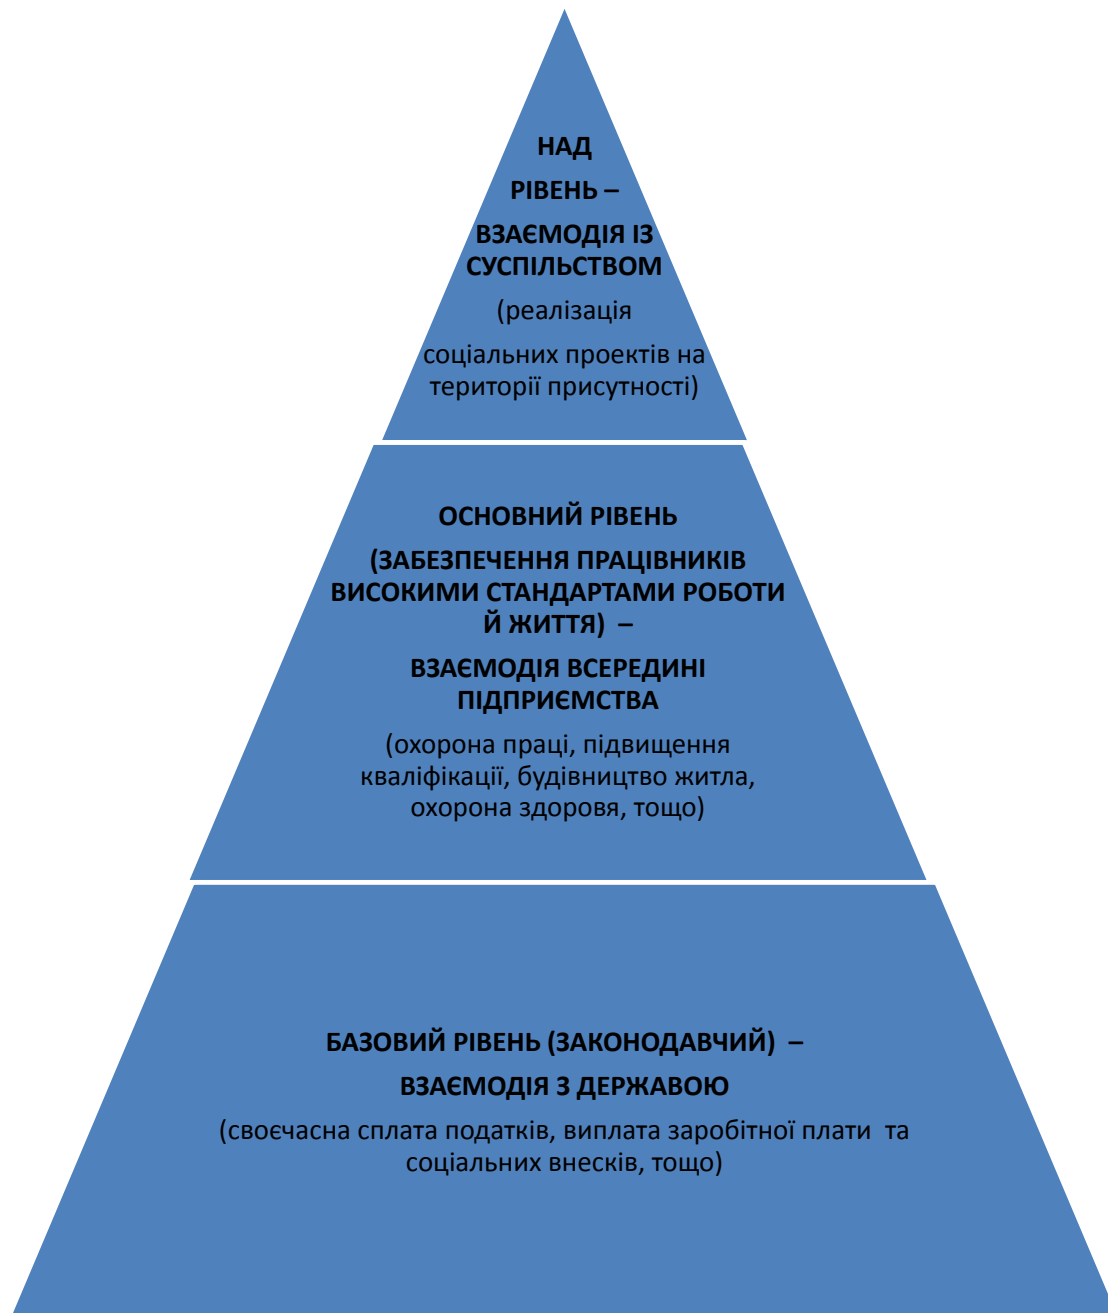 НАД
РІВЕНЬ –
ВЗАЄМОДІЯ ІЗ
СУСПІЛЬСТВОМ
(реалізація
соціальних проектів на
території присутності)
ОСНОВНИЙ РІВЕНЬ
(ЗАБЕЗПЕЧЕННЯ ПРАЦІВНИКІВ
ВИСОКИМИ СТАНДАРТАМИ РОБОТИ
Й ЖИТТЯ) –
ВЗАЄМОДІЯ ВСЕРЕДИНІ
ПІДПРИЄМСТВА
(охорона праці, підвищення
кваліфікації, будівництво житла,
охорона здоровя, тощо)
БАЗОВИЙ РІВЕНЬ (ЗАКОНОДАВЧИЙ) –
ВЗАЄМОДІЯ З ДЕРЖАВОЮ
(своєчасна сплата податків, виплата заробітної плати та
соціальних внесків, тощо)